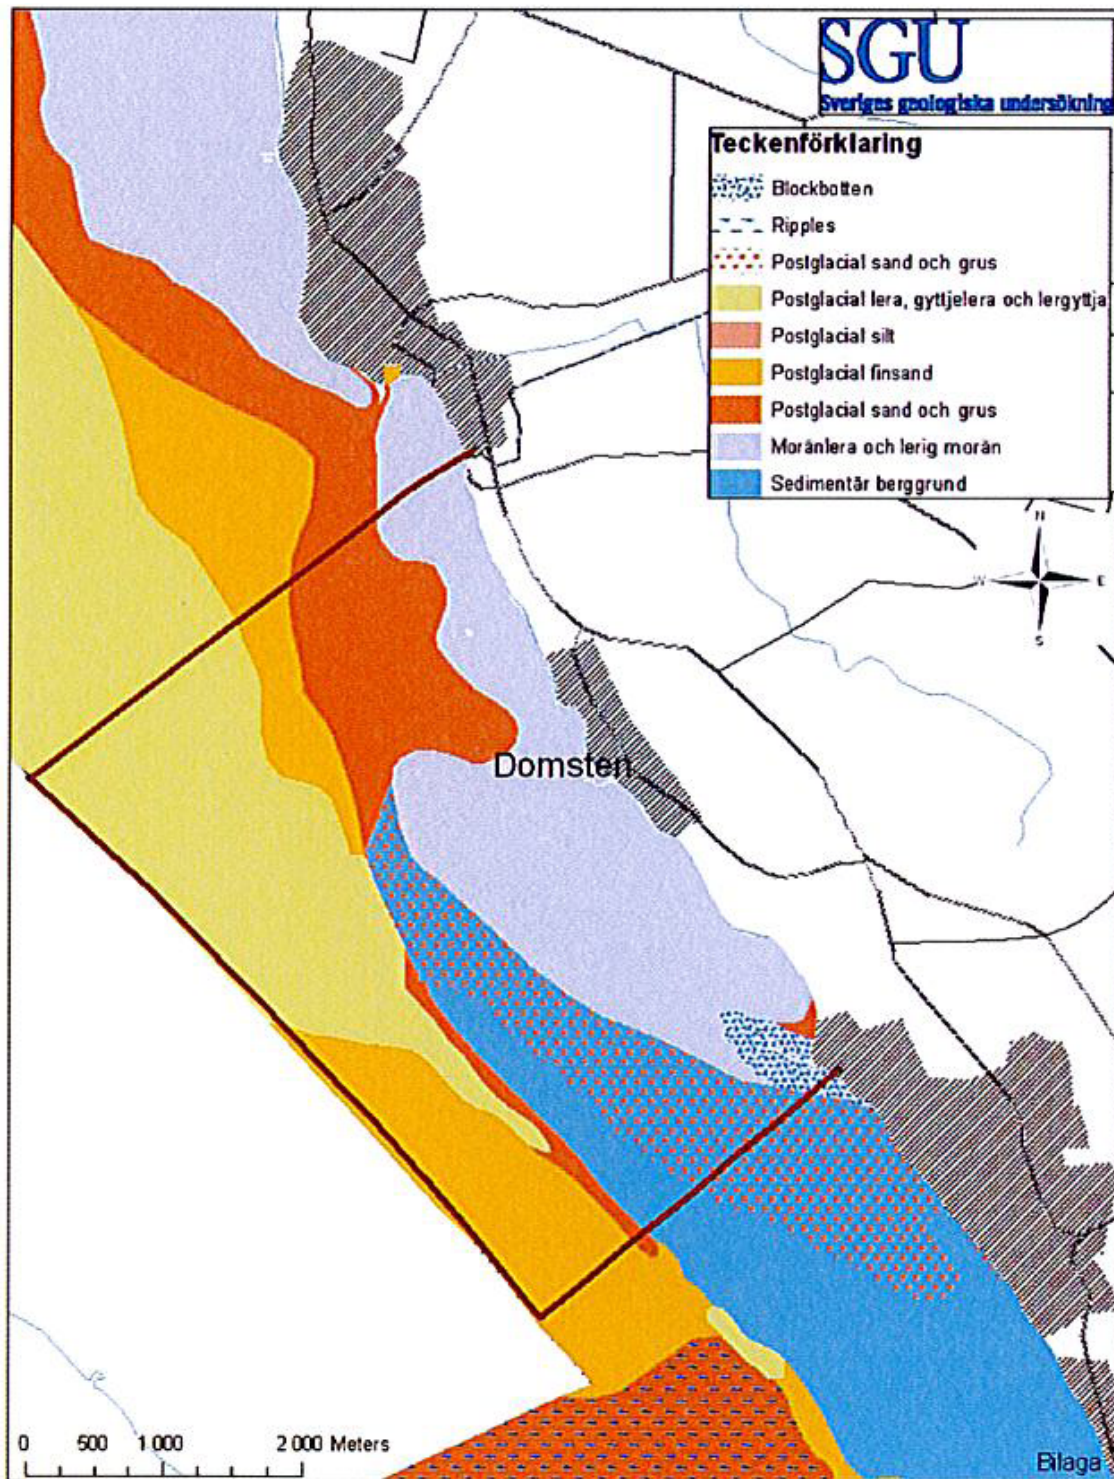 SGU
Sveriges geologiska undersökning
Teckenförklaring
Blockbotten
Ripples
Postglacial sand och grus
Postglacial lera, gyttjelera och lergyttja
Postglacial silt
Postglacial finsand
Postglacial sand och grus
Moränlera och lerig morän
Sedimentär berggrund
N
W E
S
Domsten
0 500 1 000 2 000 Meters
Bilaga